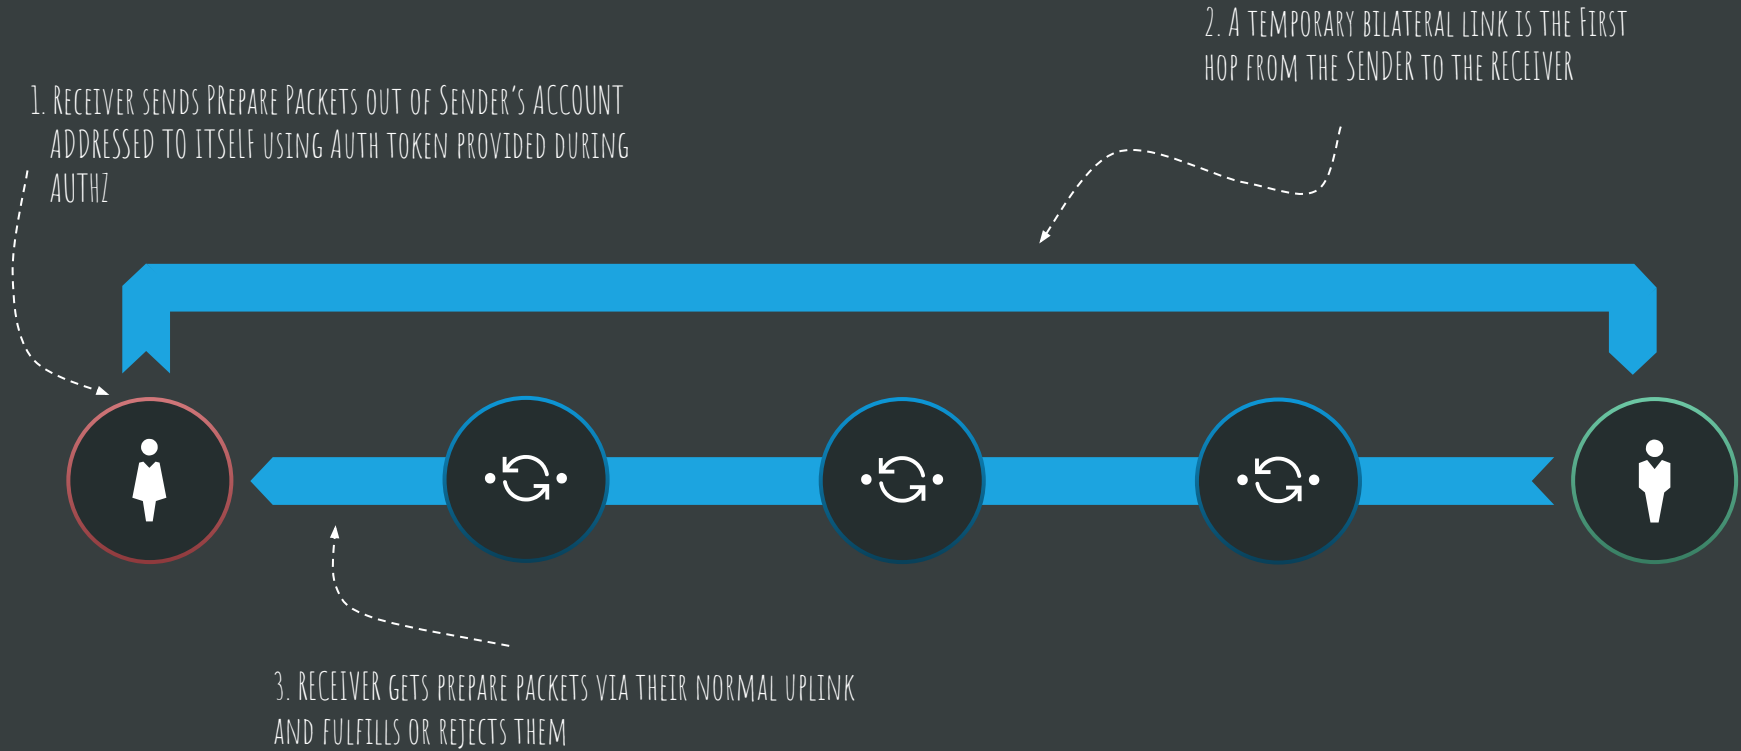 1. Receiver sends PRepare Packets out of Sender's ACCOUNT
ADDRESSED TO ITSELF using Auth token provided during
AUTHZ
2. A temporary bilateral link is the First
hop from the SENDER to the RECEIVER
3. RECEIVER gets prepare packets via their normal uplink
and fulfills or rejects them